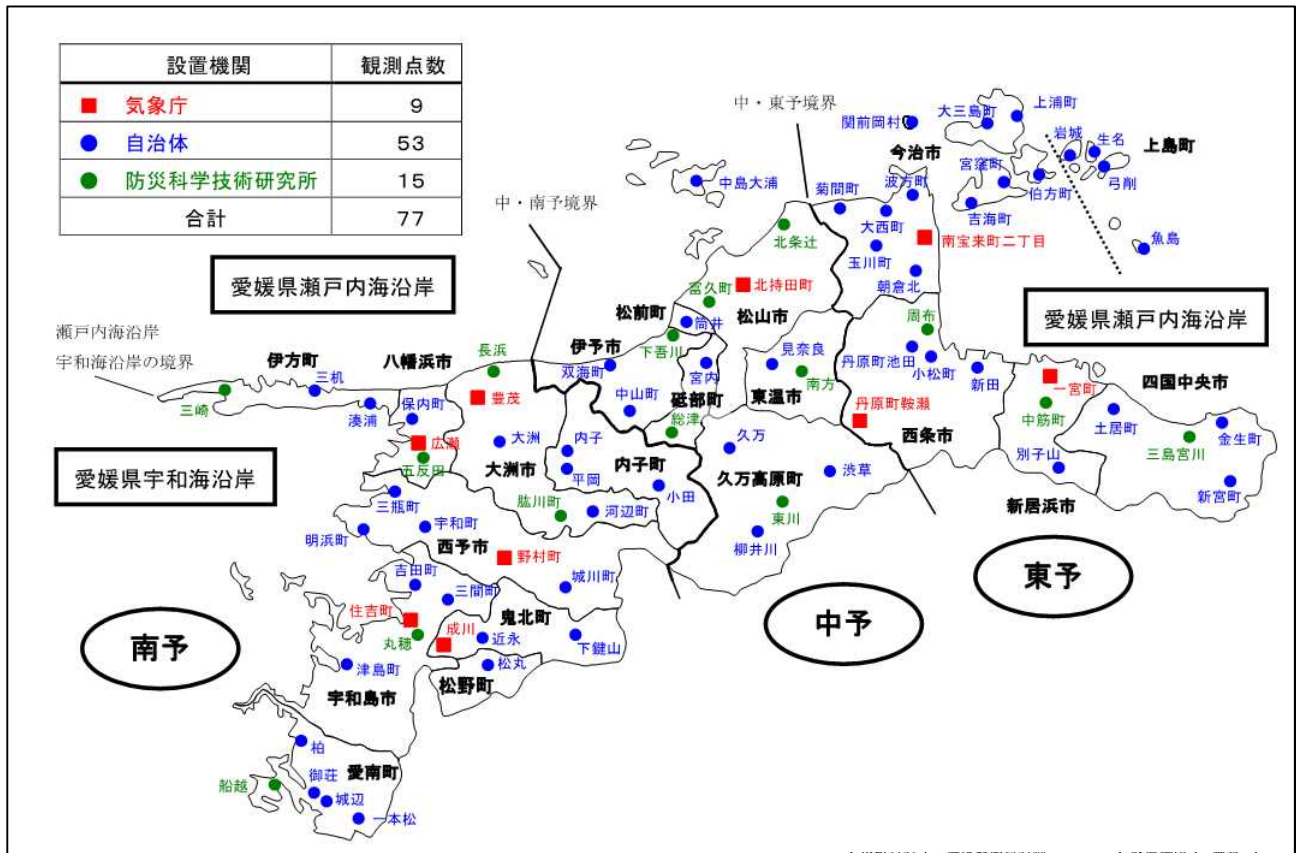 設置機関 観測点数
気象庁 9
自治体 53
防災科学技術研究所 15
合計 77
中・東予境界
中・南予境界
愛媛県瀬戸内海沿岸
愛媛県瀬戸内海沿岸
瀬戸内海沿岸
宇和海沿岸の境界
愛媛県宇和海沿岸
関前岡村
大三島町
上浦町
岩城
生名
上島町
今治市
宮窪町
伯方町
弓削
中島大浦
菊間町
波方町
吉海町
魚島
北条辻
大西町
南宝来町二丁目
玉川町
朝倉北
北持田町
富久町
松前町
筒井
松山市
周布
下吾川
見奈良
丹原町池田
小松町
新田
伊予市
双海町
宮内
南方
東温市
砥部町
中山町
総津
丹原町鞍瀬
西条市
一宮町
中筋町
四国中央市
土居町
金生町
三島宮川
別子山
新宮町
新居浜市
伊方町
八幡浜市
長浜
三机
三崎
湊浦
保内町
豊茂
広瀬
五反田
大洲
大洲市
内子
平岡
内子町
小田
久万
久万高原町
渋草
東川
柳井川
三瓶町
肱川町
河辺町
明浜町
宇和町
西予市
野村町
城川町
吉田町
三間町
住吉町
鬼北町
丸穂
成川
近永
下鍵山
津島町
松丸
松野町
宇和島市
南予
中予
東予
柏
御荘
愛南町
船越
城辺
一本松